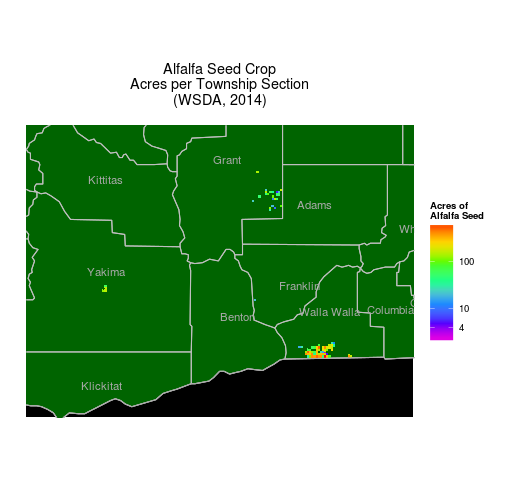 Alfalfa Seed Crop
Acres per Township Section
(WSDA, 2014)
Grant
Kittitas
Adams
Wh
Yakima
Franklin
Benton
Walla Walla
Columbia
Klickitat
Acres of
Alfalfa Seed
100
10
4